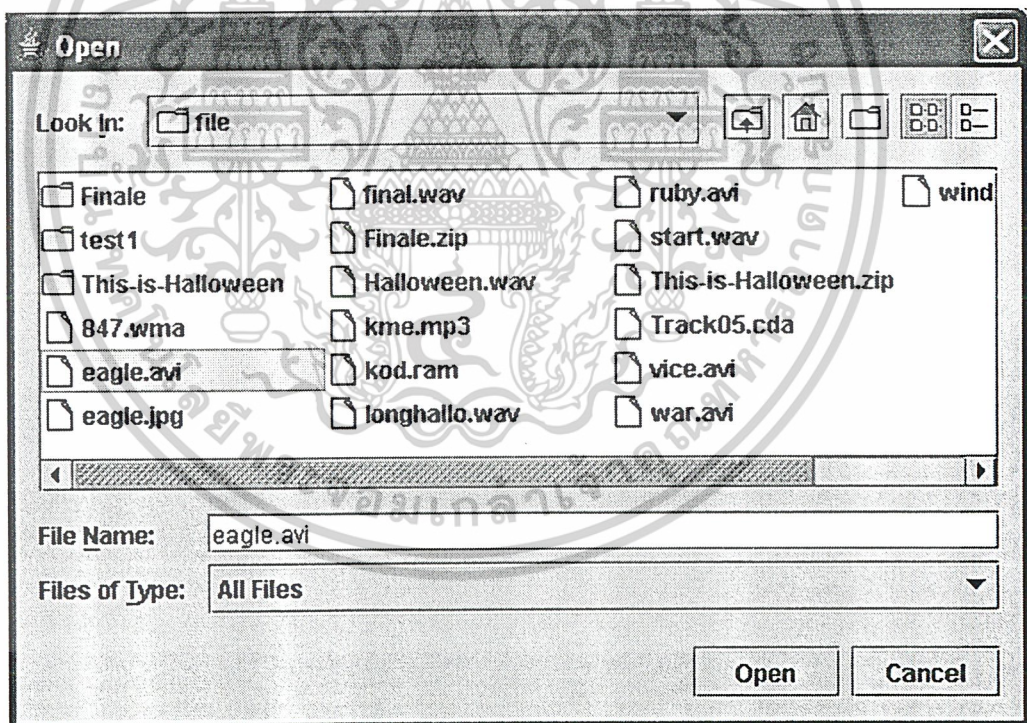 Open
Look In: file
Finale
test1
This-is-Halloween
847.wma
eagle.avi
eagle.jpg
final.wav
Finale.zip
Halloween.wav
kme.mp3
kod.ram
longhallo.wav
ruby.avi
start.wav
This-is-Halloween.zip
Track05.cda
vice.avi
war.avi
wind
File Name: eagle.avi
Files of Type: All Files
Open Cancel